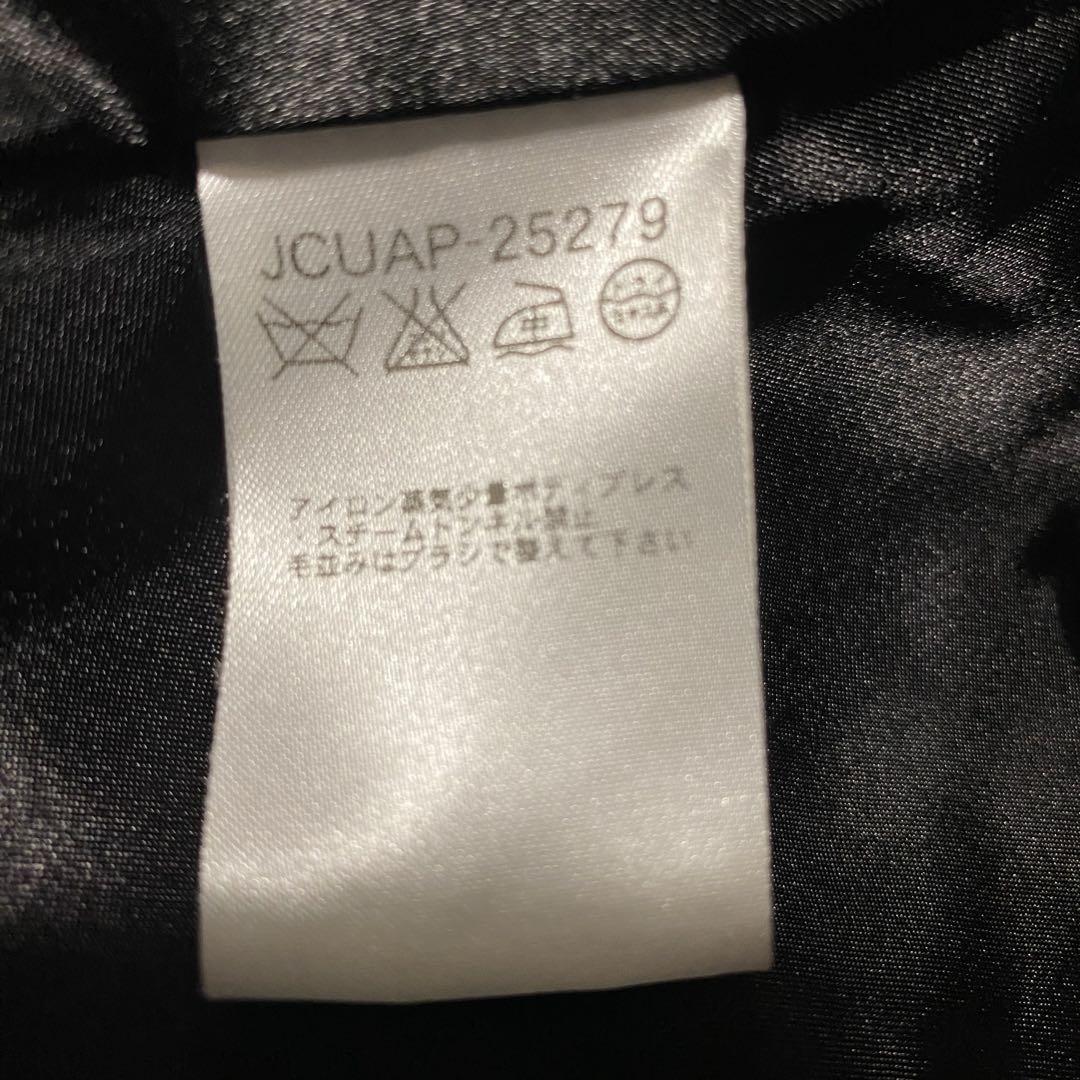 JCUAP-25279
中
アイロン蒸気少量ボディプレス
、スチームトンネル禁止
毛並みはブラシで整えて下さい